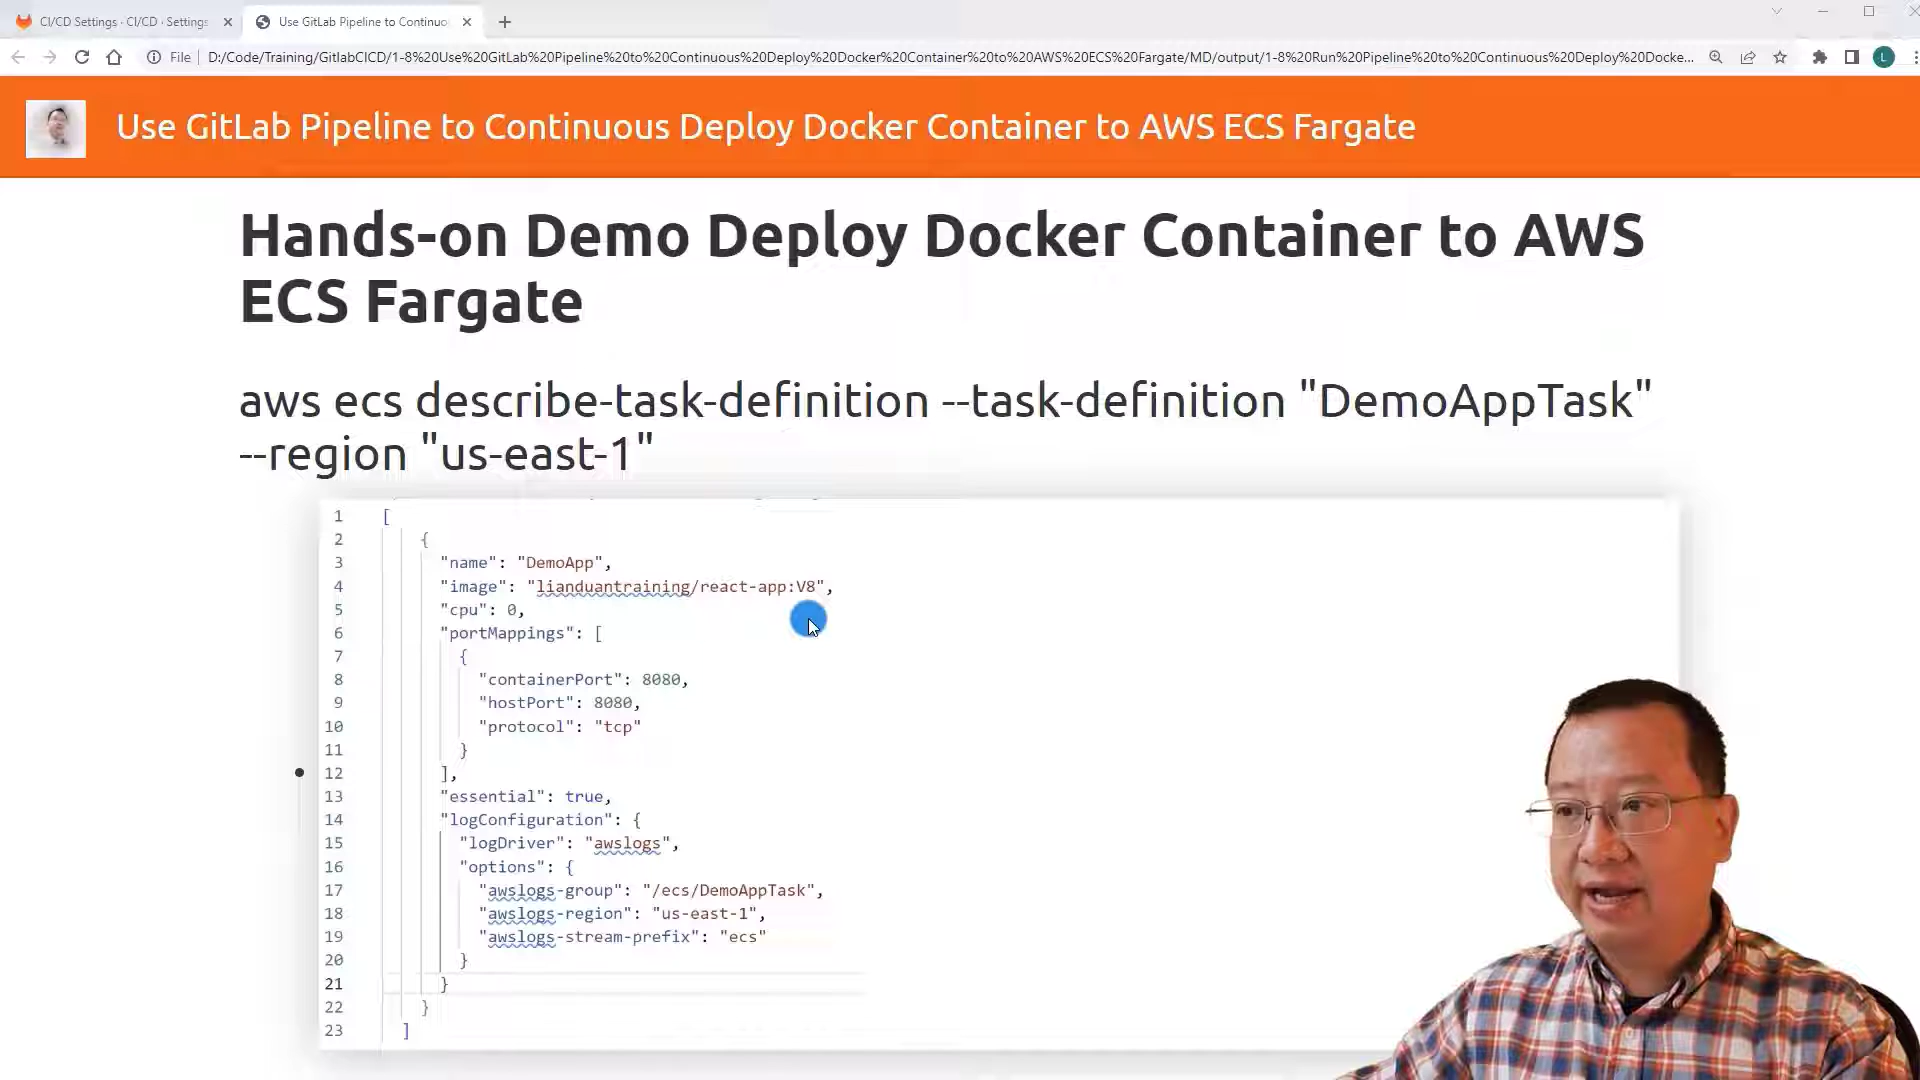 CI/CD Settings · CI/CD · Settings
Use GitLab Pipeline to Continuo
File
D:/Code/Training/GitlabCICD/1-8%20Use%20GitLab%20Pipeline%20to%20Continuous%20Deploy%20Docker%20Container%20to%20AWS%20ECS%20Fargate/MD/output/1-8%20Run%20Pipeline%20to%20Continuous%20Deploy%20Docke...
L
Use GitLab Pipeline to Continuous Deploy Docker Container to AWS ECS Fargate
Hands-on Demo Deploy Docker Container to AWS
ECS Fargate
aws ecs describe-task-definition --task-definition "DemoAppTask"
--region "us-east-1"
1 [
2 {
3 "name": "DemoApp",
4 "image": "lianduantraining/react-app:V8",
5 "cpu": 0,
6 "portMappings": [
7 {
8 "containerPort": 8080,
9 "hostPort": 8080,
10 "protocol": "tcp"
11 }
12 ],
13 "essential": true,
14 "logConfiguration": {
15 "logDriver": "awslogs",
16 "options": {
17 "awslogs-group": "/ecs/DemoAppTask",
18 "awslogs-region": "us-east-1",
19 "awslogs-stream-prefix": "ecs"
20 }
21 }
22 }
23 ]